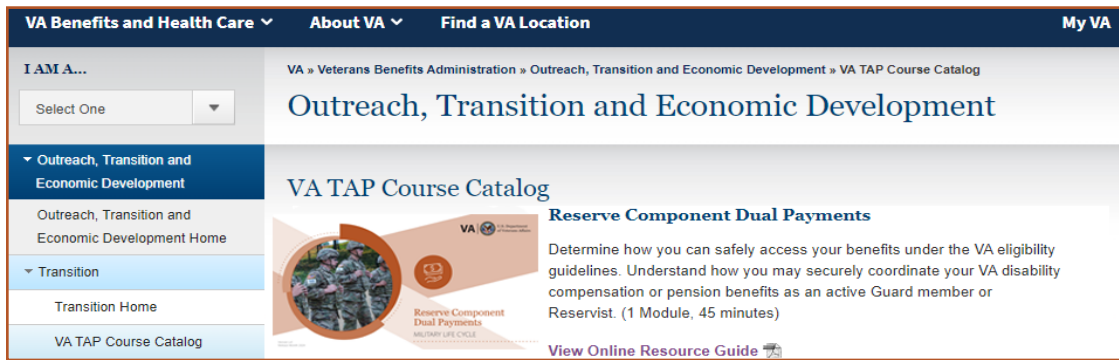 VA Benefits and Health Care About VA Find a VA Location My VA
I AM A...
Select One
Outreach, Transition and
Economic Development
Outreach, Transition and
Economic Development Home
Transition
Transition Home
VA TAP Course Catalog
VA » Veterans Benefits Administration » Outreach, Transition and Economic Development » VA TAP Course Catalog
Outreach, Transition and Economic Development
VA TAP Course Catalog
VA
U.S. Department
of Veterans Affairs
Reserve Component
Dual Payments
MILITARY LIFE CYCLE
Reserve Component Dual Payments
Determine how you can safely access your benefits under the VA eligibility
guidelines. Understand how you may securely coordinate your VA disability
compensation or pension benefits as an active Guard member or
Reservist. (1 Module, 45 minutes)
View Online Resource Guide